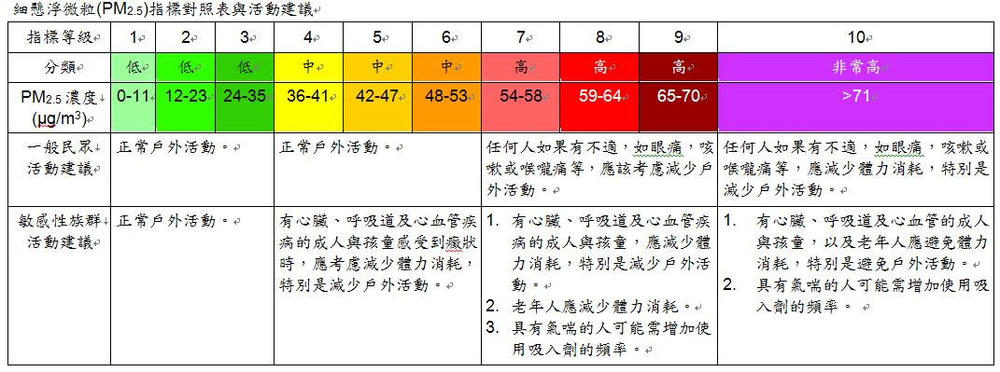 細懸浮微粒(PM2.5)指標對照表與活動建議
指標等級 1 2 3 4 5 6 7 8 9 10
分類 低 低 低 中 中 中 高 高 高 非常高
PM2.5 濃度
(μg/m3)
0-11 12-23 24-35 36-41 42-47 48-53 54-58 59-64 65-70 >71
一般民眾
活動建議
正常戶外活動。
正常戶外活動。
任何人如果有不適，如眼痛，咳
嗽或喉嚨痛等，應該考慮減少戶
外活動。
任何人如果有不適，如眼痛，咳嗽或
喉嚨痛等，應減少體力消耗，特別是
減少戶外活動。
敏感性族群
活動建議
正常戶外活動。
有心臟、呼吸道及心血管疾
病的成人與孩童感受到癥狀
時，應考慮減少體力消耗，
特別是減少戶外活動。
1. 有心臟、呼吸道及心血管疾
病的成人與孩童，應減少體
力消耗，特別是減少戶外活
動。
2. 老年人應減少體力消耗。
3. 具有氣喘的人可能需增加使
用吸入劑的頻率。
1. 有心臟、呼吸道及心血管的成人
與孩童，以及老年人應避免體力
消耗，特別是避免戶外活動。
2. 具有氣喘的人可能需增加使用吸
入劑的頻率。